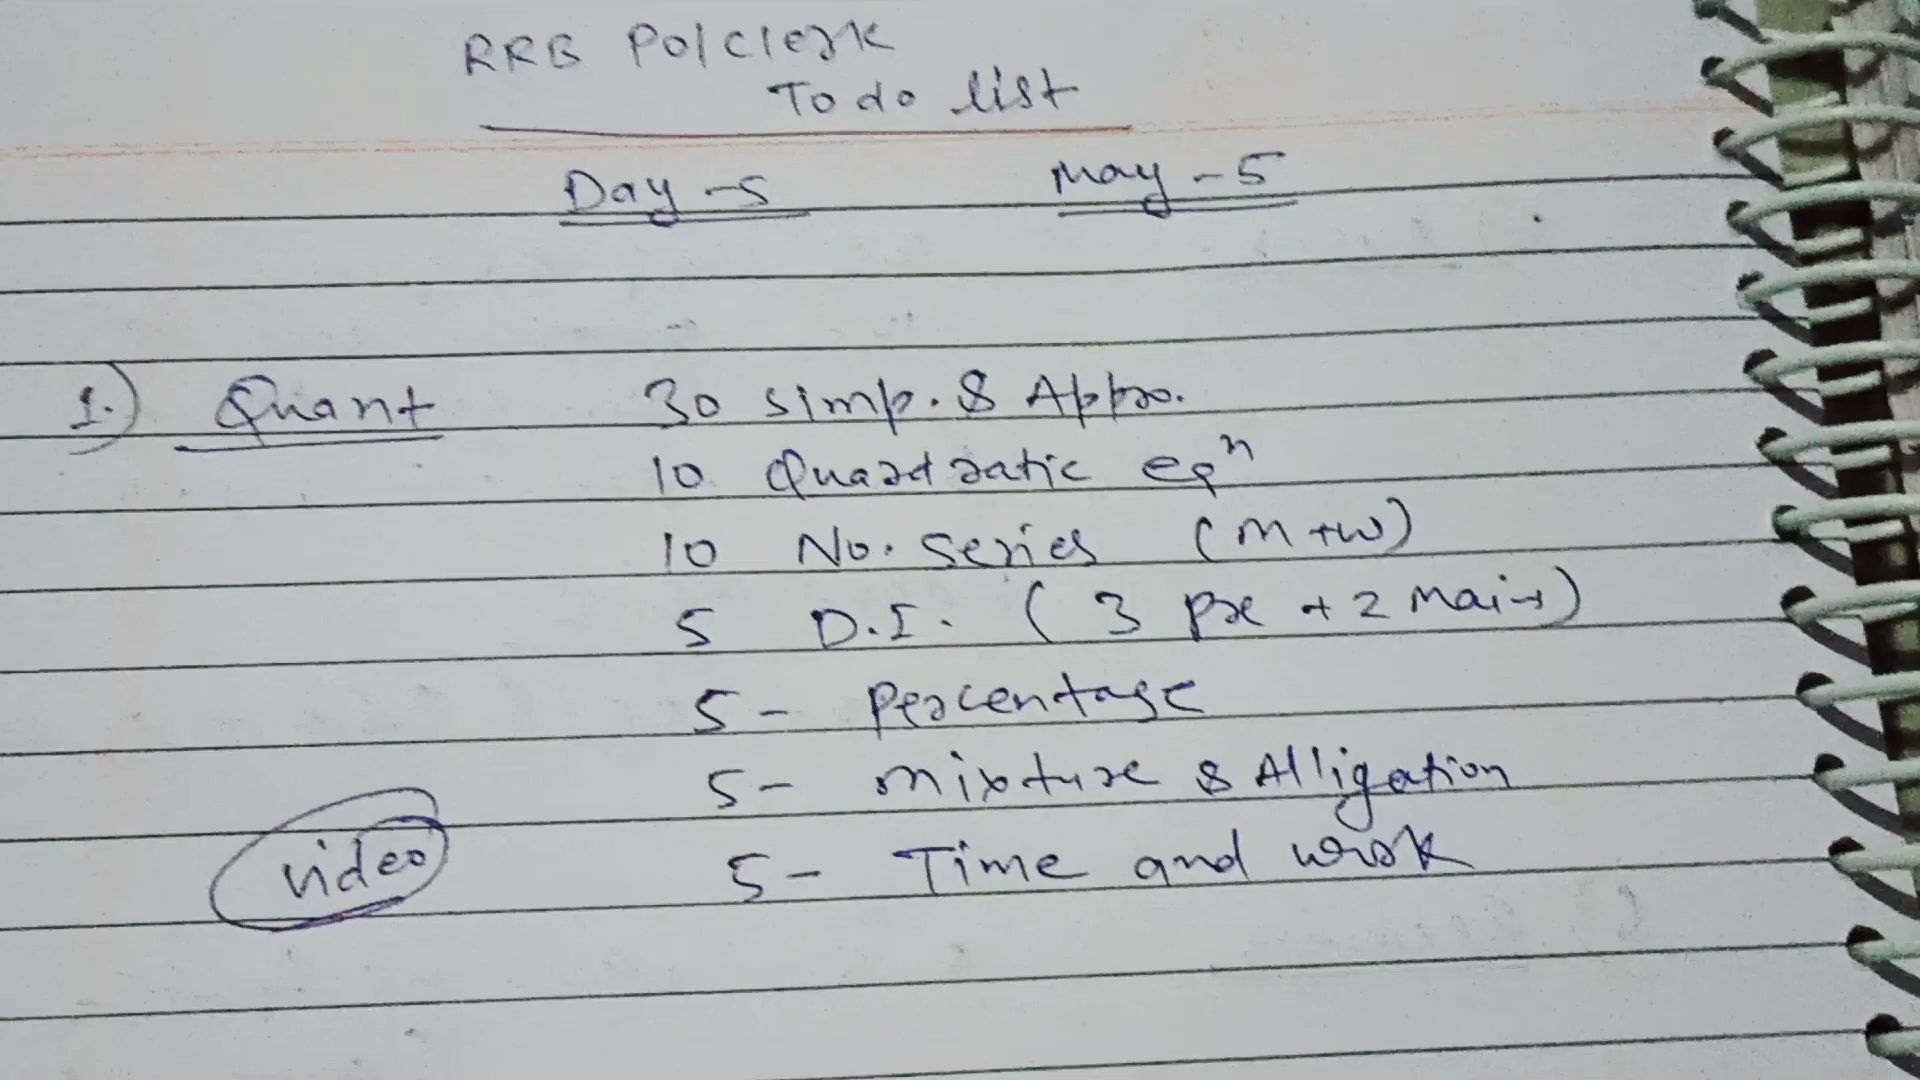 RRB Po/clerk
To do list
Day - 5 May - 5
1.) Quant 30 simp. & Appro.
10 Quadratic eqⁿ
10 No. series (m+w)
5 D.I. (3 pre + 2 Mains)
5 - Percentage
5 - mixture & Alligation
video 5 - Time and work